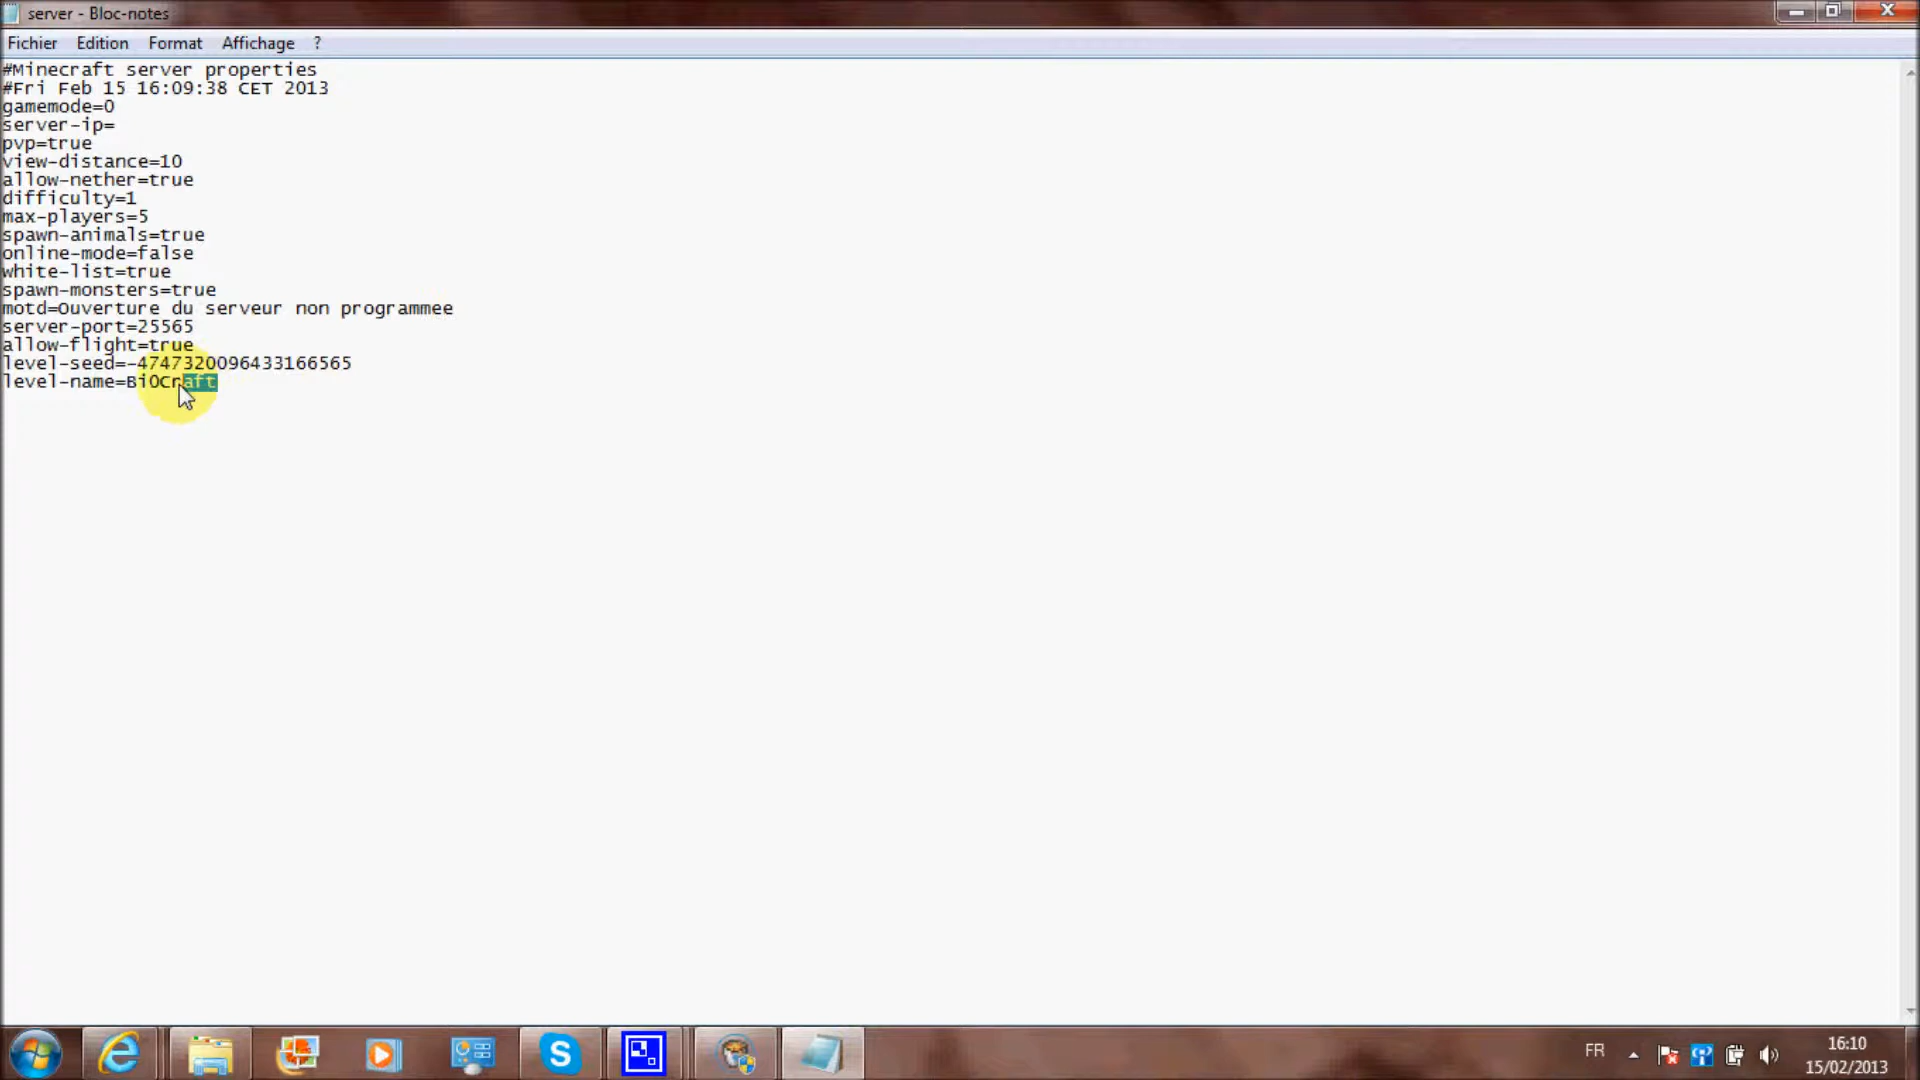 server - Bloc-notes
Fichier Edition Format Affichage ?
#Minecraft server properties
#Fri Feb 15 16:09:38 CET 2013
gamemode=0
server-ip=
pvp=true
view-distance=10
allow-nether=true
difficulty=1
max-players=5
spawn-animals=true
online-mode=false
white-list=true
spawn-monsters=true
motd=Ouverture du serveur non programmee
server-port=25565
allow-flight=true
level-seed=-4747320096433166565
level-name=BiOCraft
FR
16:10
15/02/2013